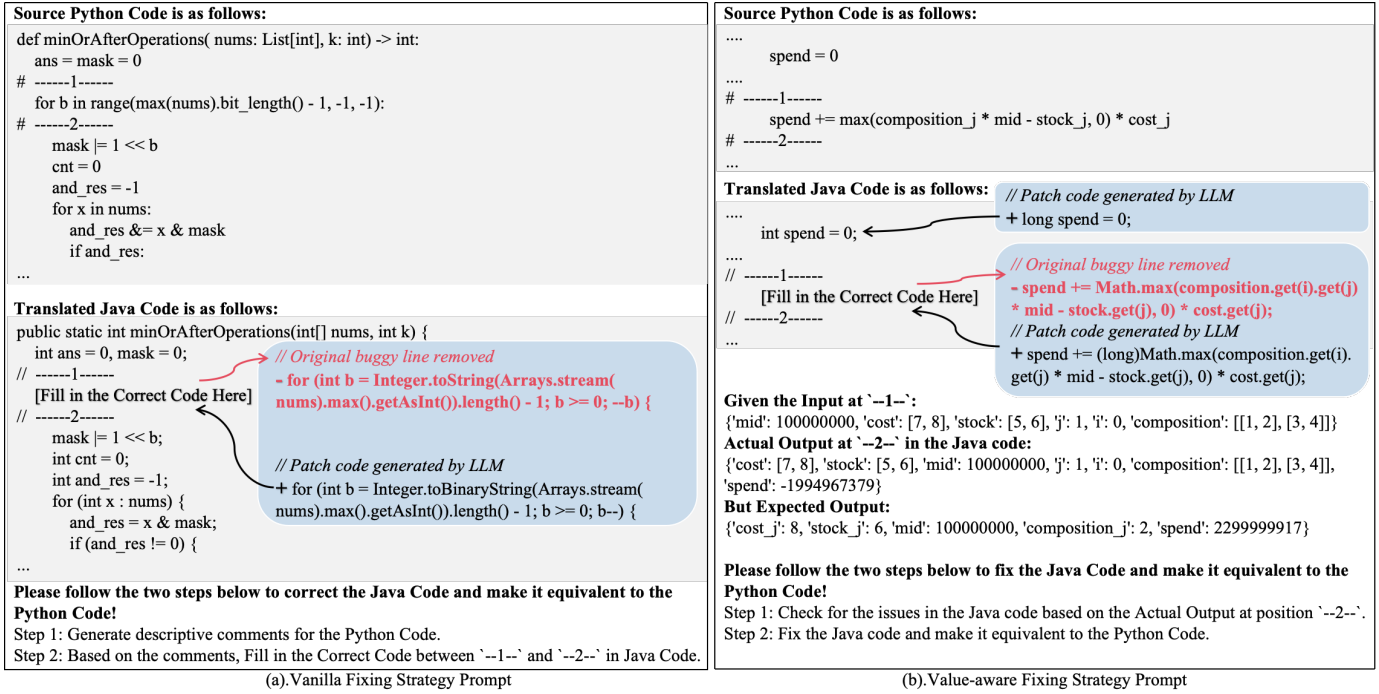 Source Python Code is as follows:
def minOrAfterOperations( nums: List[int], k: int) -> int:
ans = mask = 0
# ------1------
for b in range(max(nums).bit_length() - 1, -1, -1):
# ------2------
mask |= 1 << b
cnt = 0
and_res = -1
for x in nums:
and_res &= x & mask
if and_res:
...
Translated Java Code is as follows:
public static int minOrAfterOperations(int[] nums, int k) {
int ans = 0, mask = 0;
// ------1------
[Fill in the Correct Code Here]
// ------2------
mask |= 1 << b;
int cnt = 0;
int and_res = -1;
for (int x : nums) {
and_res = x & mask;
if (and_res != 0) {
...
// Original buggy line removed
- for (int b = Integer.toString(Arrays.stream(
nums).max().getAsInt()).length() - 1; b >= 0; --b) {
// Patch code generated by LLM
+ for (int b = Integer.toBinaryString(Arrays.stream(
nums).max().getAsInt()).length() - 1; b >= 0; b--) {
Please follow the two steps below to correct the Java Code and make it equivalent to the
Python Code!
Step 1: Generate descriptive comments for the Python Code.
Step 2: Based on the comments, Fill in the Correct Code between `--1--` and `--2--` in Java Code.
(a).Vanilla Fixing Strategy Prompt
Source Python Code is as follows:
....
spend = 0
....
# ------1------
spend += max(composition_j * mid - stock_j, 0) * cost_j
# ------2------
...
Translated Java Code is as follows:
....
int spend = 0;
....
// ------1------
[Fill in the Correct Code Here]
// ------2------
...
// Patch code generated by LLM
+ long spend = 0;
// Original buggy line removed
- spend += Math.max(composition.get(i).get(j)
* mid - stock.get(j), 0) * cost.get(j);
// Patch code generated by LLM
+ spend += (long)Math.max(composition.get(i).
get(j) * mid - stock.get(j), 0) * cost.get(j);
Given the Input at `--1--`:
{'mid': 100000000, 'cost': [7, 8], 'stock': [5, 6], 'j': 1, 'i': 0, 'composition': [[1, 2], [3, 4]]}
Actual Output at `--2--` in the Java code:
{'cost': [7, 8], 'stock': [5, 6], 'mid': 100000000, 'j': 1, 'i': 0, 'composition': [[1, 2], [3, 4]],
'spend': -1994967379}
But Expected Output:
{'cost_j': 8, 'stock_j': 6, 'mid': 100000000, 'composition_j': 2, 'spend': 2299999917}
Please follow the two steps below to fix the Java Code and make it equivalent to the
Python Code!
Step 1: Check for the issues in the Java code based on the Actual Output at position `--2--`.
Step 2: Fix the Java code and make it equivalent to the Python Code.
(b).Value-aware Fixing Strategy Prompt